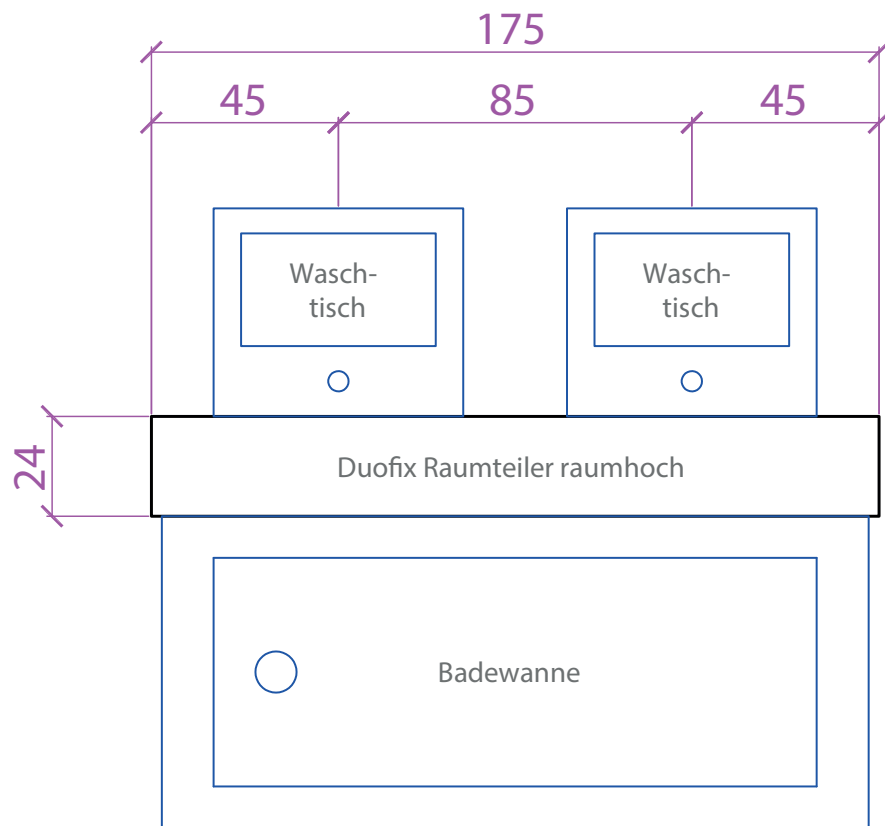 175
45 85 45
Wasch-
tisch
Wasch-
tisch
24
Duofix Raumteiler raumhoch
Badewanne